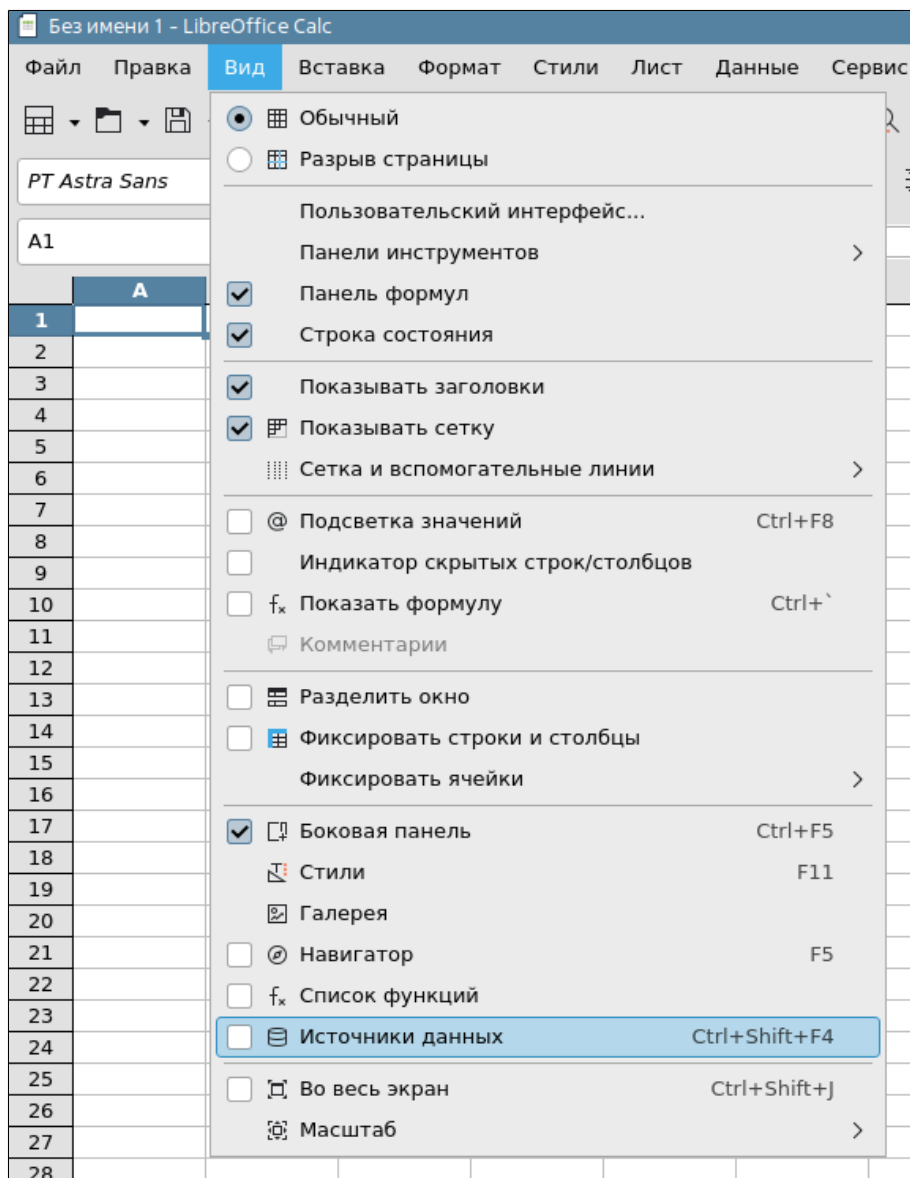 Без имени 1 - LibreOffice Calc
Файл Правка Вид Вставка Формат Стили Лист Данные Сервис
PT Astra Sans
A1
A
1
2
3
4
5
6
7
8
9
10
11
12
13
14
15
16
17
18
19
20
21
22
23
24
25
26
27
28
Обычный
Разрыв страницы
Пользовательский интерфейс...
Панели инструментов
Панель формул
Строка состояния
Показывать заголовки
Показывать сетку
Сетка и вспомогательные линии
Подсветка значений Ctrl+F8
Индикатор скрытых строк/столбцов
Показать формулу Ctrl+`
Комментарии
Разделить окно
Фиксировать строки и столбцы
Фиксировать ячейки
Боковая панель Ctrl+F5
Стили F11
Галерея
Навигатор F5
Список функций
Источники данных Ctrl+Shift+F4
Во весь экран Ctrl+Shift+J
Масштаб